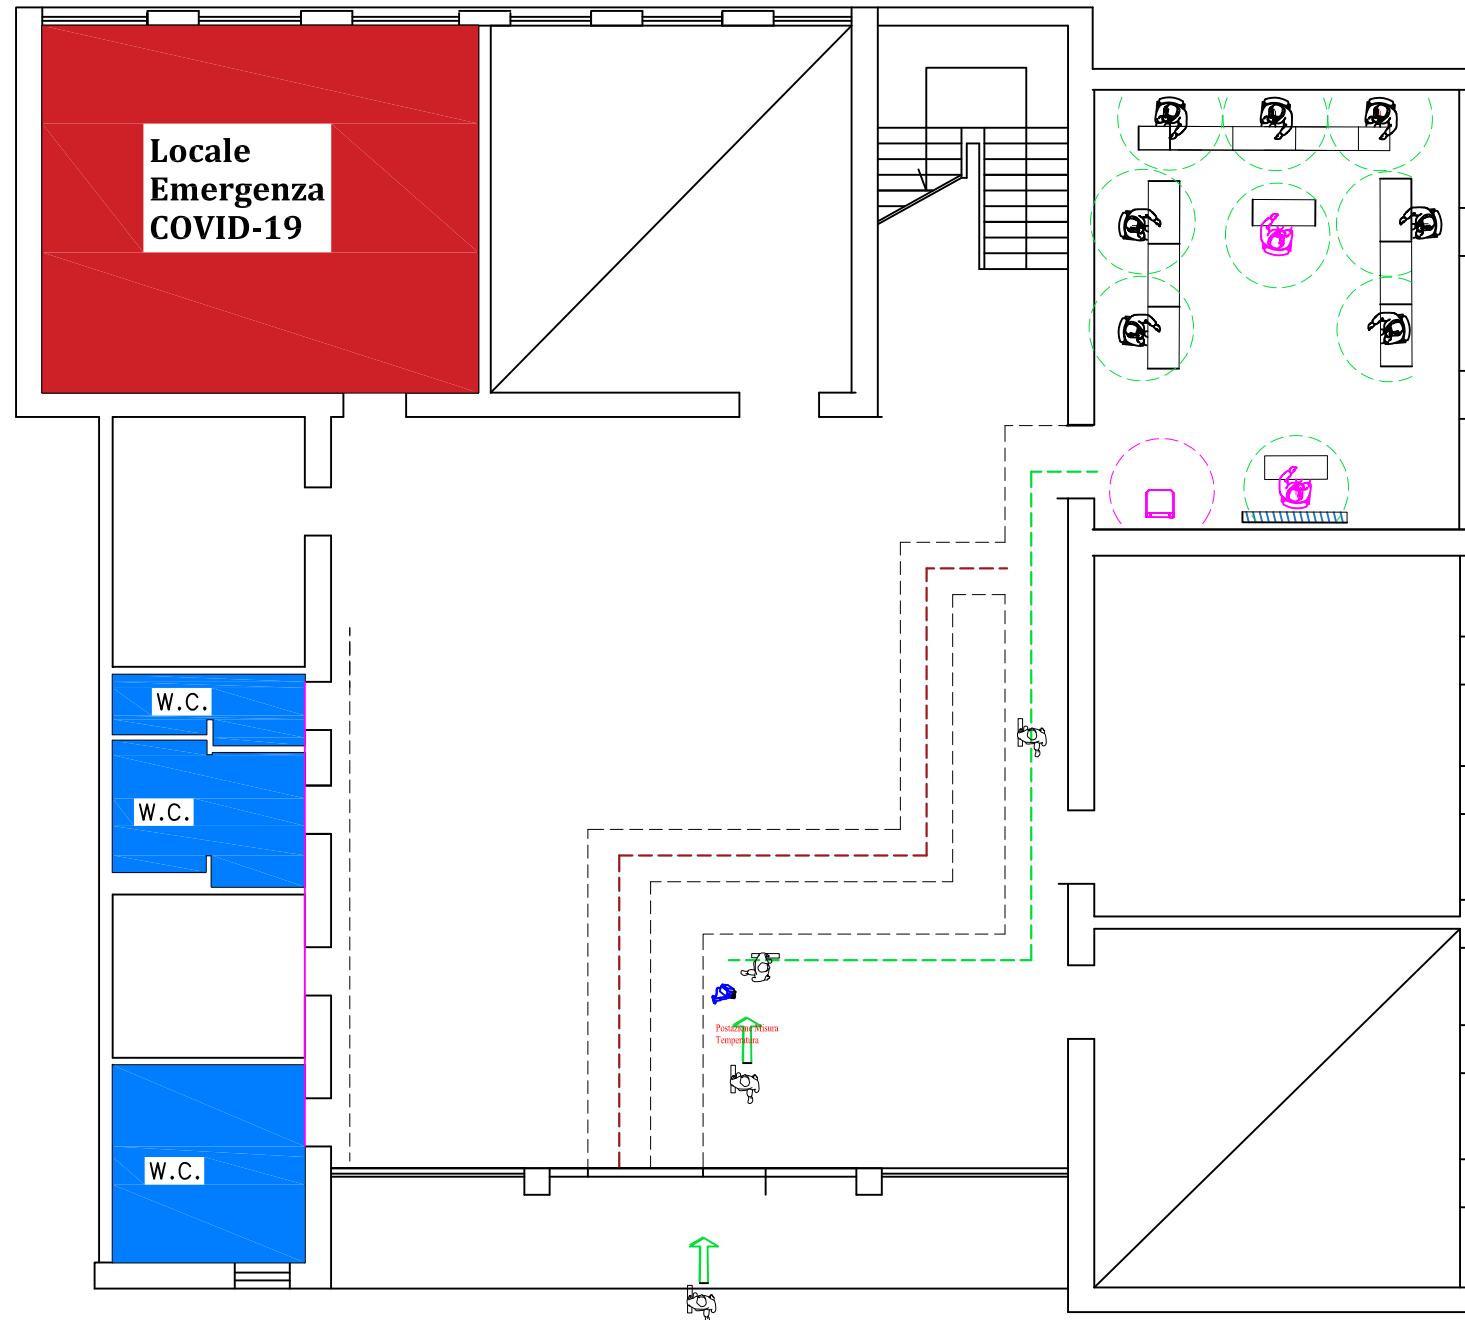 Locale
Emergenza
COVID-19
W.C.
W.C.
Postazione Misura
Temperatura
W.C.